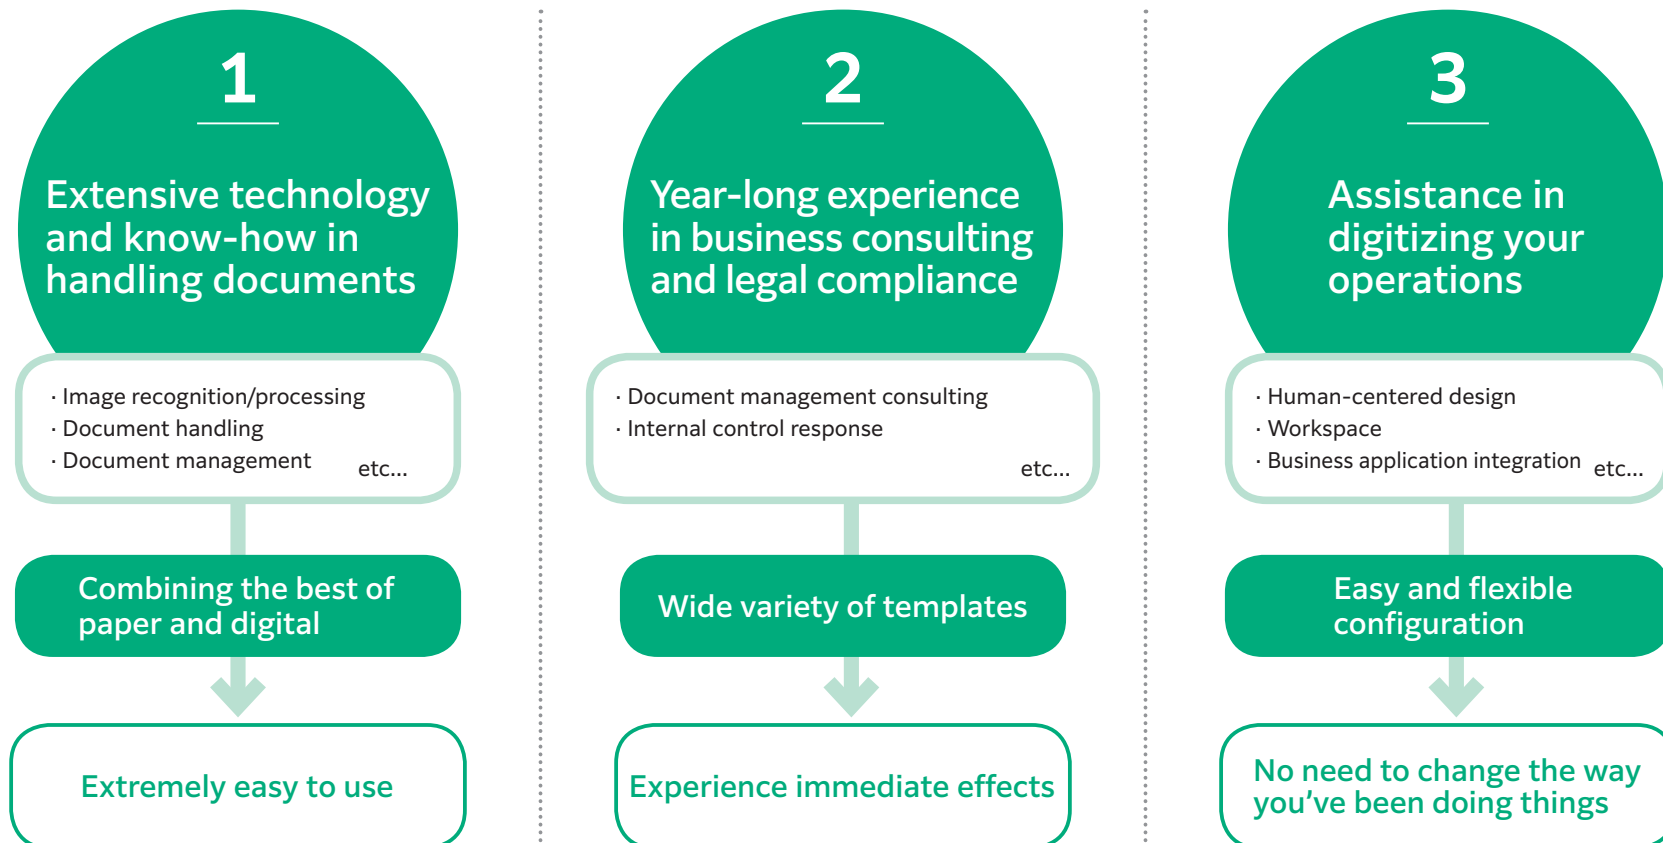 1
Extensive technology
and know-how in
handling documents
· Image recognition/processing
· Document handling
· Document management etc...
Combining the best of
paper and digital
Extremely easy to use
2
Year-long experience
in business consulting
and legal compliance
· Document management consulting
· Internal control response
etc...
Wide variety of templates
Experience immediate effects
3
Assistance in
digitizing your
operations
· Human-centered design
· Workspace
· Business application integration etc...
Easy and flexible
configuration
No need to change the way
you’ve been doing things